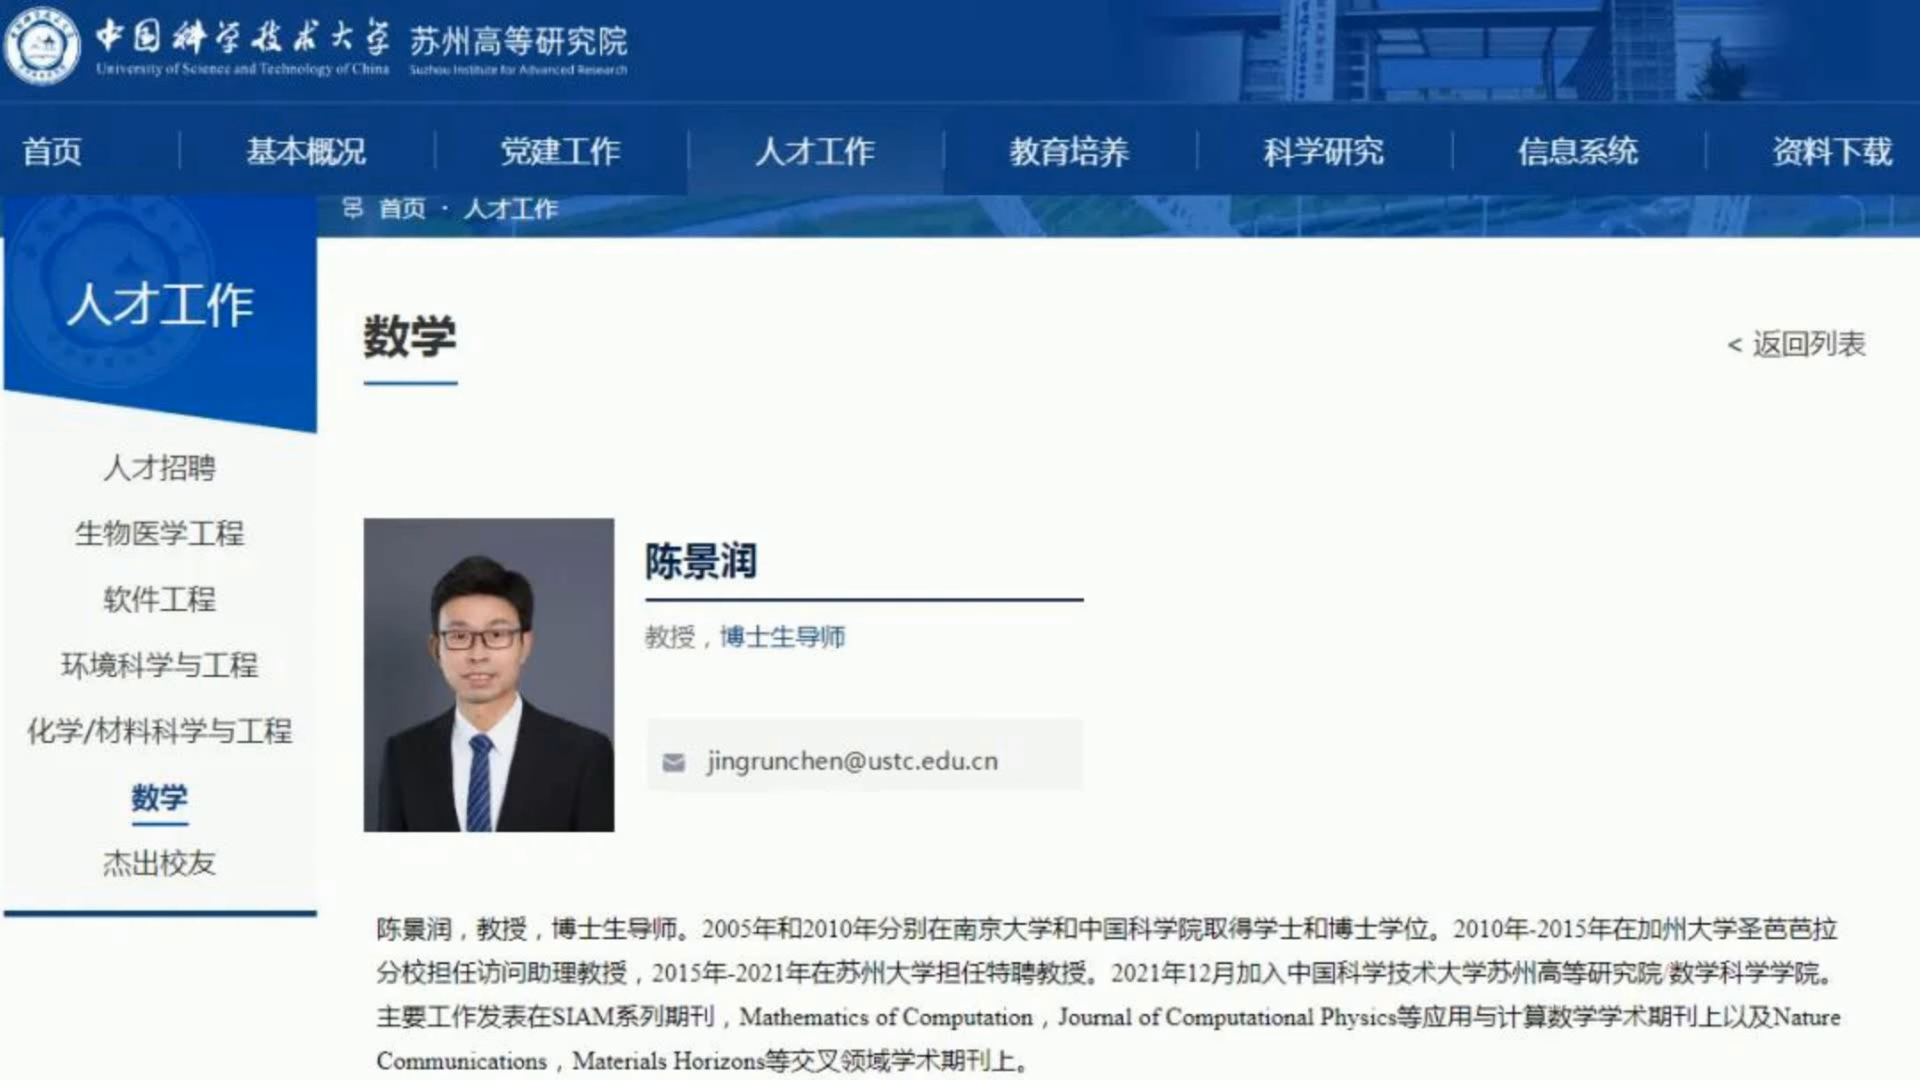 中国科学技术大学 苏州高等研究院
University of Science and Technology of China Suzhou Institute for Advanced Research
首页 基本概况 党建工作 人才工作 教育培养 科学研究 信息系统 资料下载
首页 · 人才工作
人才工作
数学
< 返回列表
人才招聘
生物医学工程
软件工程
环境科学与工程
化学/材料科学与工程
数学
杰出校友
陈景润
教授，博士生导师
jingrunchen@ustc.edu.cn
陈景润，教授，博士生导师。2005年和2010年分别在南京大学和中国科学院取得学士和博士学位。2010年-2015年在加州大学圣芭芭拉
分校担任访问助理教授，2015年-2021年在苏州大学担任特聘教授。2021年12月加入中国科学技术大学苏州高等研究院/数学科学学院。
主要工作发表在SIAM系列期刊，Mathematics of Computation，Journal of Computational Physics等应用与计算数学学术期刊上以及Nature
Communications，Materials Horizons等交叉领域学术期刊上。